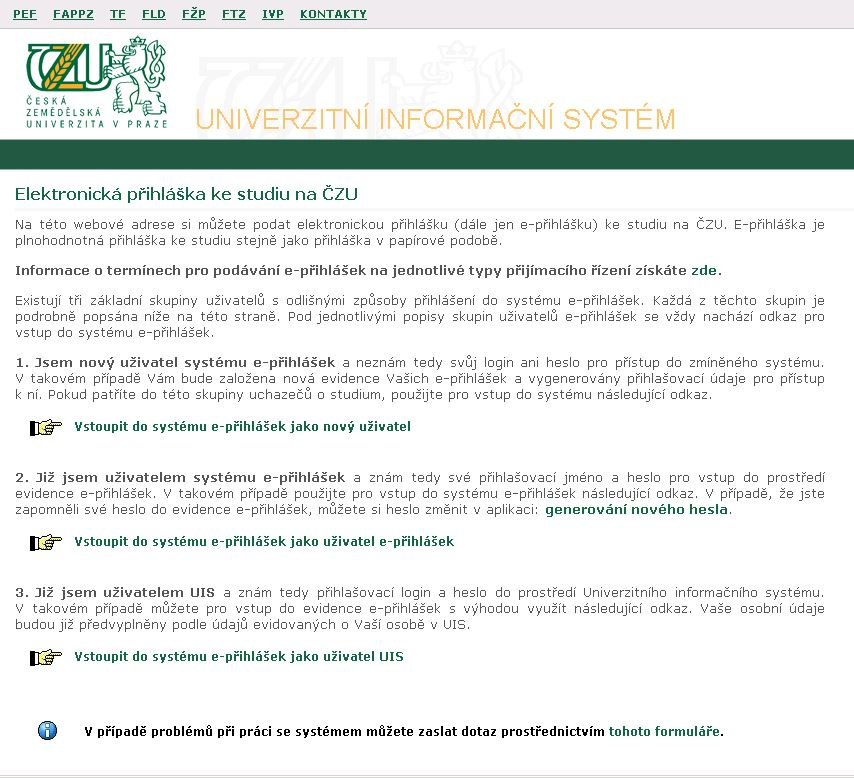 PEF FAPPZ TF FLD FŽP FTZ IVP KONTAKTY
ČZU
ČESKÁ
ZEMĚDĚLSKÁ
UNIVERZITA V PRAZE
UNIVERZITNÍ INFORMAČNÍ SYSTÉM
Elektronická přihláška ke studiu na ČZU
Na této webové adrese si můžete podat elektronickou přihlášku (dále jen e-přihlášku) ke studiu na ČZU. E-přihláška je
plnohodnotná přihláška ke studiu stejně jako přihláška v papírové podobě.
Informace o termínech pro podávání e-přihlášek na jednotlivé typy přijímacího řízení získáte zde.
Existují tři základní skupiny uživatelů s odlišnými způsoby přihlášení do systému e-přihlášek. Každá z těchto skupin je
podrobně popsána níže na této straně. Pod jednotlivými popisy skupin uživatelů e-přihlášek se vždy nachází odkaz pro
vstup do systému e-přihlášek.
1. Jsem nový uživatel systému e-přihlášek a neznám tedy svůj login ani heslo pro přístup do zmíněného systému.
V takovém případě Vám bude založena nová evidence Vašich e-přihlášek a vygenerovány přihlašovací údaje pro přístup
k ní. Pokud patříte do této skupiny uchazečů o studium, použijte pro vstup do systému následující odkaz.
Vstoupit do systému e-přihlášek jako nový uživatel
2. Již jsem uživatelem systému e-přihlášek a znám tedy své přihlašovací jméno a heslo pro vstup do prostředí
evidence e-přihlášek. V takovém případě použijte pro vstup do systému e-přihlášek následující odkaz. V případě, že jste
zapomněli své heslo do evidence e-přihlášek, můžete si heslo změnit v aplikaci: generování nového hesla.
Vstoupit do systému e-přihlášek jako uživatel e-přihlášek
3. Již jsem uživatelem UIS a znám tedy přihlašovací login a heslo do prostředí Univerzitního informačního systému.
V takovém případě můžete pro vstup do evidence e-přihlášek s výhodou využít následující odkaz. Vaše osobní údaje
budou již předvyplněny podle údajů evidovaných o Vaší osobě v UIS.
Vstoupit do systému e-přihlášek jako uživatel UIS
V případě problémů při práci se systémem můžete zaslat dotaz prostřednictvím tohoto formuláře.